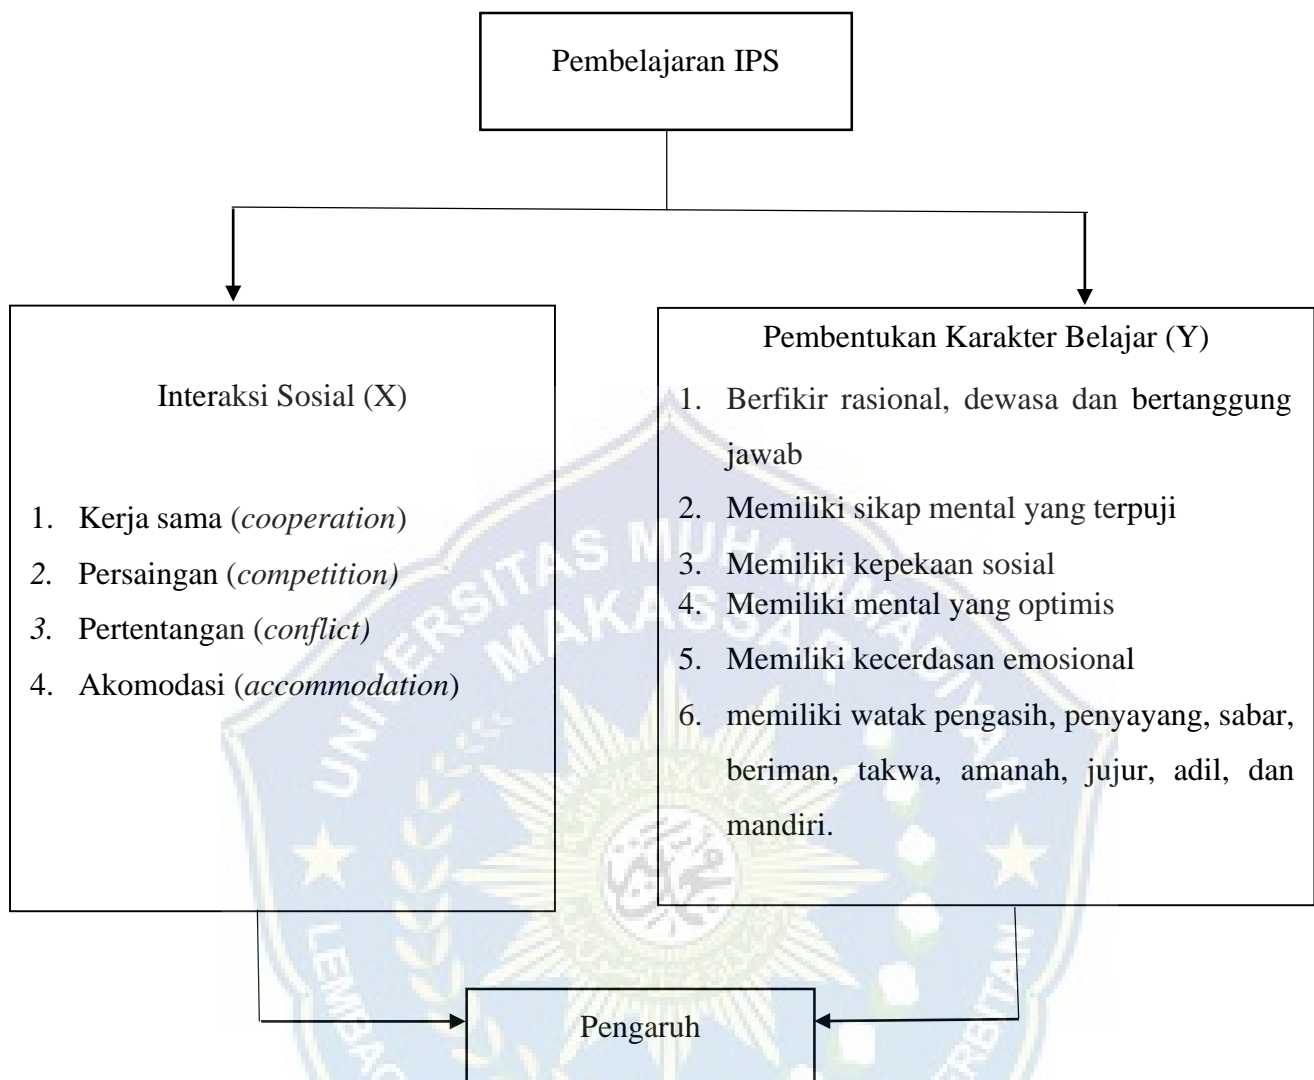 Pembelajaran IPS
Interaksi Sosial (X)
1. Kerja sama (cooperation)
2. Persaingan (competition)
3. Pertentangan (conflict)
4. Akomodasi (accommodation)
Pembentukan Karakter Belajar (Y)
1. Berfikir rasional, dewasa dan bertanggung
jawab
2. Memiliki sikap mental yang terpuji
3. Memiliki kepekaan sosial
4. Memiliki mental yang optimis
5. Memiliki kecerdasan emosional
6. memiliki watak pengasih, penyayang, sabar,
beriman, takwa, amanah, jujur, adil, dan
mandiri.
Pengaruh
UNIVERSITAS MUHAMMADIYAH
MAKASSAR